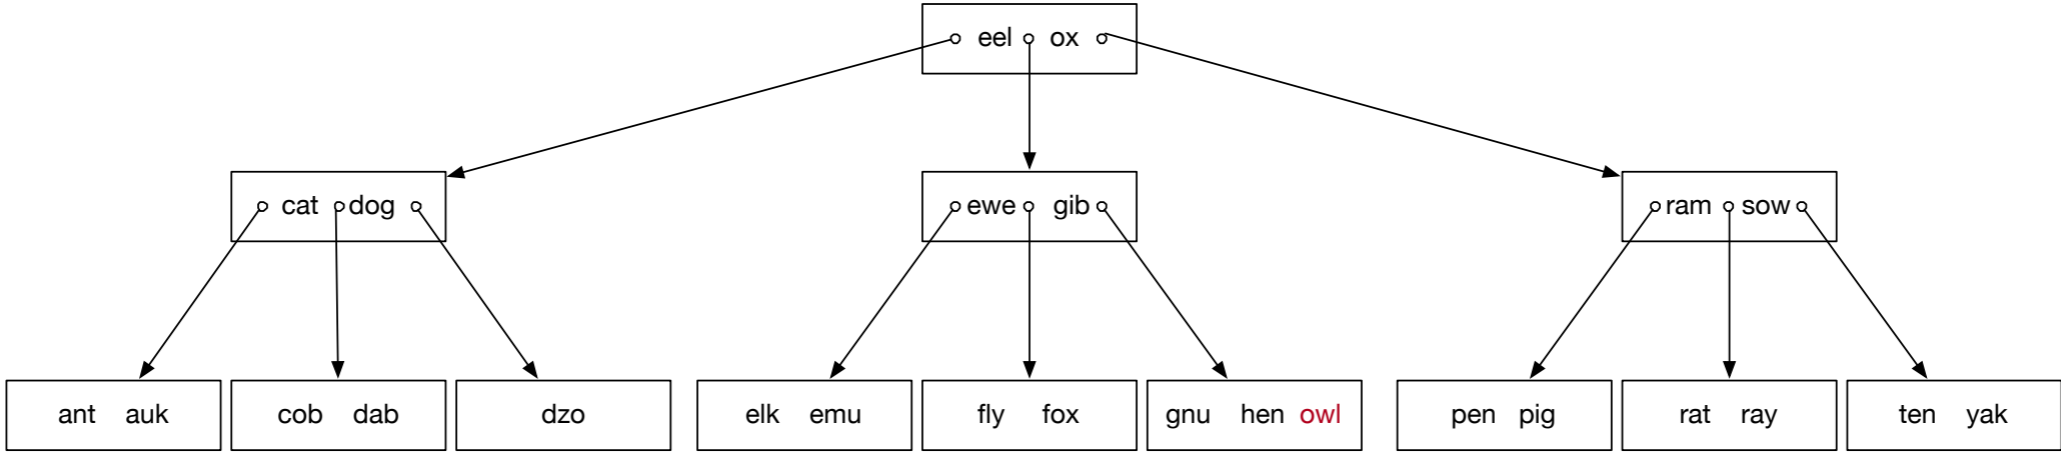 eel ox
cat dog ewe gib ram sow
ant auk cob dab dzo elk emu fly fox gnu hen owl pen pig rat ray ten yak